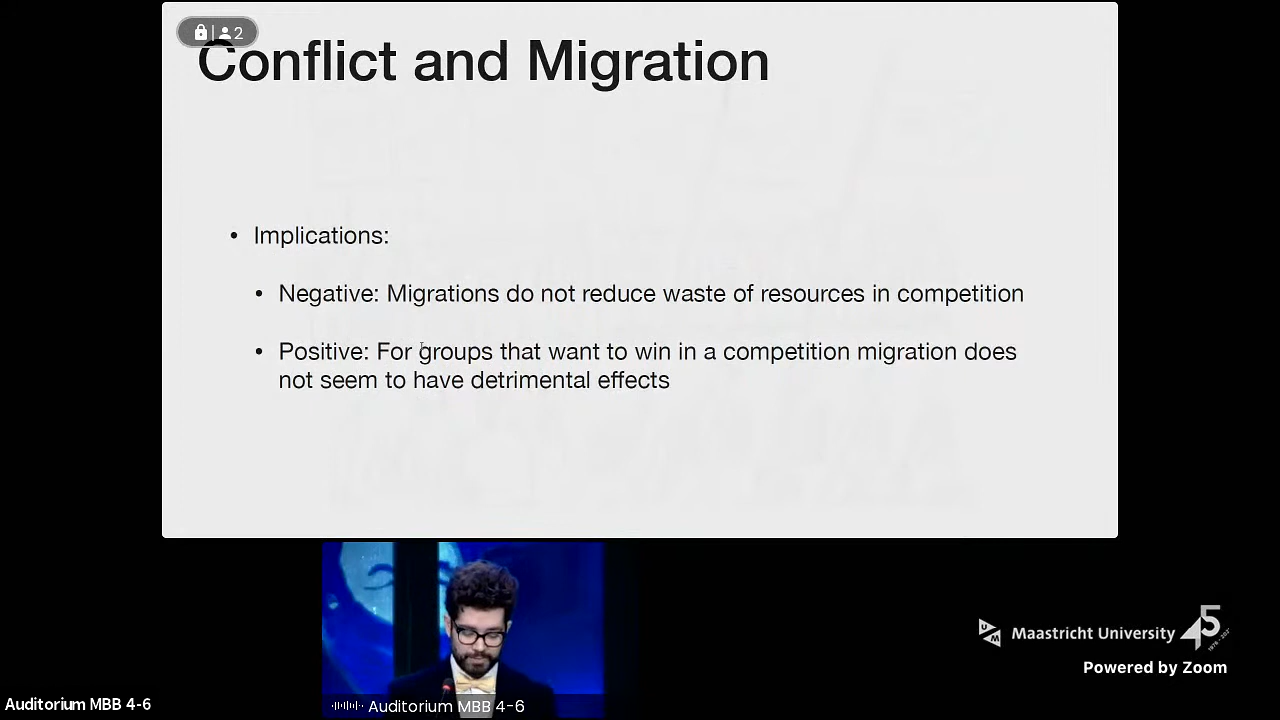 2
Conflict and Migration
• Implications:
• Negative: Migrations do not reduce waste of resources in competition
• Positive: For groups that want to win in a competition migration does
not seem to have detrimental effects
Maastricht University 45
Powered by Zoom
Auditorium MBB 4-6
Auditorium MBB 4-6